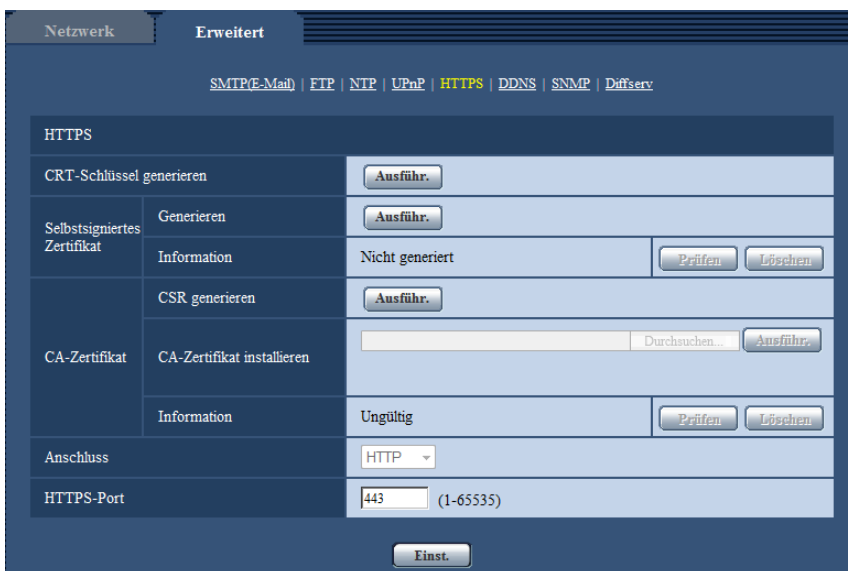 Netzwerk Erweitert
SMTP(E-Mail) | FTP | NTP | UPnP | HTTPS | DDNS | SNMP | Diffserv
HTTPS
CRT-Schlüssel generieren Ausführ.
Selbstsigniertes Zertifikat
Generieren Ausführ.
Information Nicht generiert Prüfen Löschen
CA-Zertifikat
CSR generieren Ausführ.
CA-Zertifikat installieren Durchsuchen... Ausführ.
Information Ungültig Prüfen Löschen
Anschluss HTTP
HTTPS-Port 443 (1-65535)
Einst.